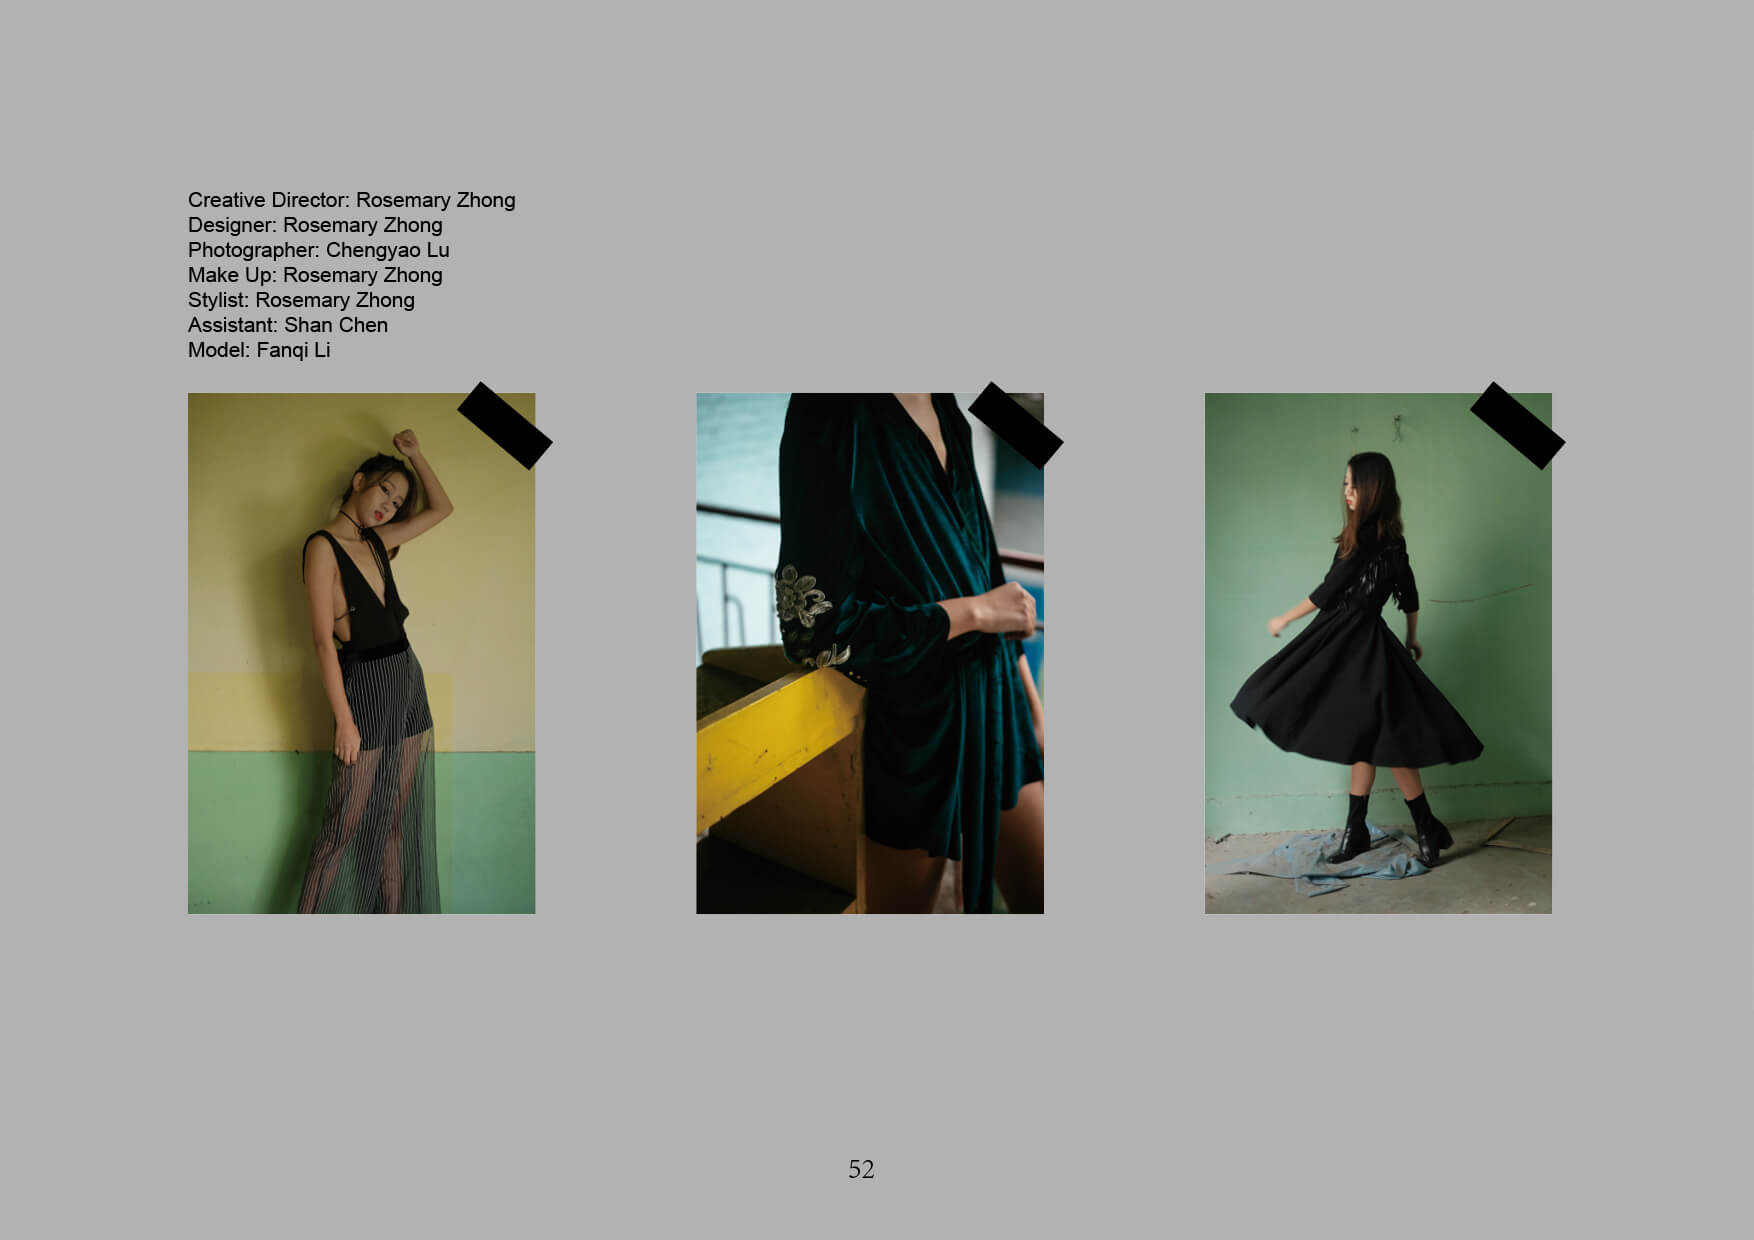 Creative Director: Rosemary Zhong
Designer: Rosemary Zhong
Photographer: Chengyao Lu
Make Up: Rosemary Zhong
Stylist: Rosemary Zhong
Assistant: Shan Chen
Model: Fanqi Li
52